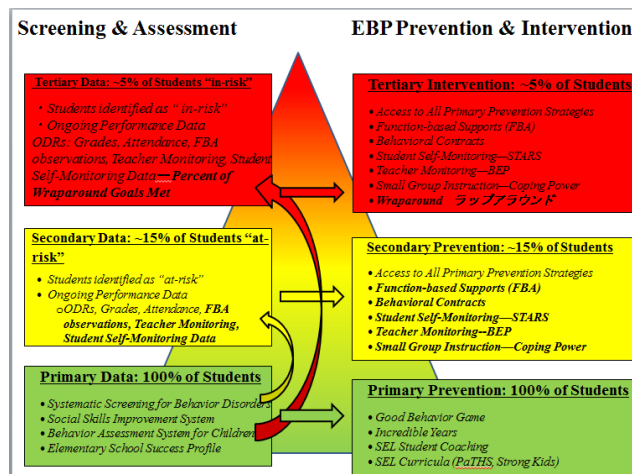 Screening & Assessment
EBP Prevention & Intervention
Tertiary Data: ~5% of Students “in-risk”
・Students identified as “ in-risk”
・Ongoing Performance Data
ODRs: Grades, Attendance, FBA
observations, Teacher Monitoring, Student
Self-Monitoring Data— Percent of
Wraparound Goals Met
Tertiary Intervention: ~5% of Students
•Access to All Primary Prevention Strategies
•Function-based Supports (FBA)
•Behavioral Contracts
•Student Self-Monitoring—STARS
•Teacher Monitoring—BEP
•Small Group Instruction—Coping Power
•Wraparound ラップアラウンド
Secondary Data: ~15% of Students “at-
risk”
•Students identified as “at-risk”
•Ongoing Performance Data
oODRs, Grades, Attendance, FBA
observations, Teacher Monitoring,
Student Self-Monitoring Data
Secondary Prevention: ~15% of Students
•Access to All Primary Prevention Strategies
•Function-based Supports (FBA)
•Behavioral Contracts
•Student Self-Monitoring—STARS
•Teacher Monitoring--BEP
•Small Group Instruction—Coping Power
Primary Data: 100% of Students
•Systematic Screening for Behavior Disorders
•Social Skills Improvement System
•Behavior Assessment System for Children
•Elementary School Success Profile
Primary Prevention: 100% of Students
•Good Behavior Game
•Incredible Years
•SEL Student Coaching
•SEL Curricula (PaTHS, Strong Kids)